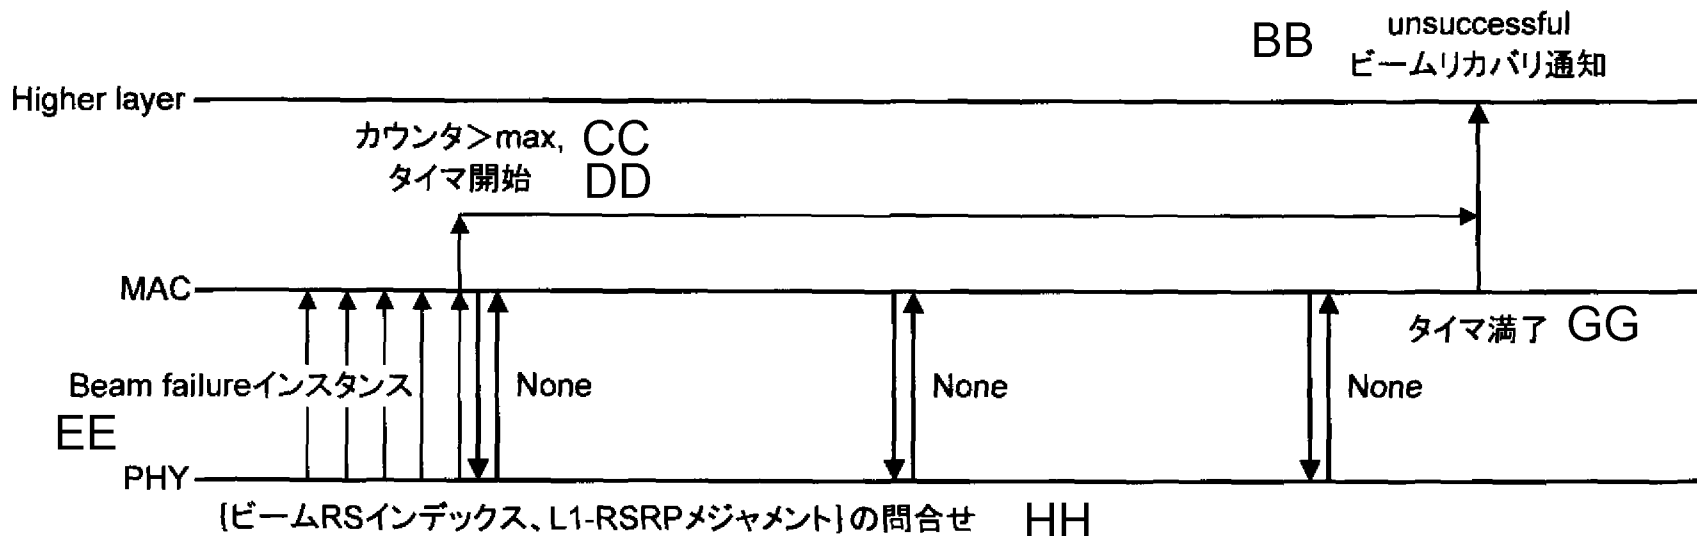 BB
unsuccessful
ビームリカバリ通知
Higher layer
カウンタ>max, CC
タイマ開始 DD
MAC
タイマ満了 GG
Beam failureインスタンス
None
None
None
EE
PHY
{ビームRSインデックス、L1-RSRPメジャメント}の問合せ HH